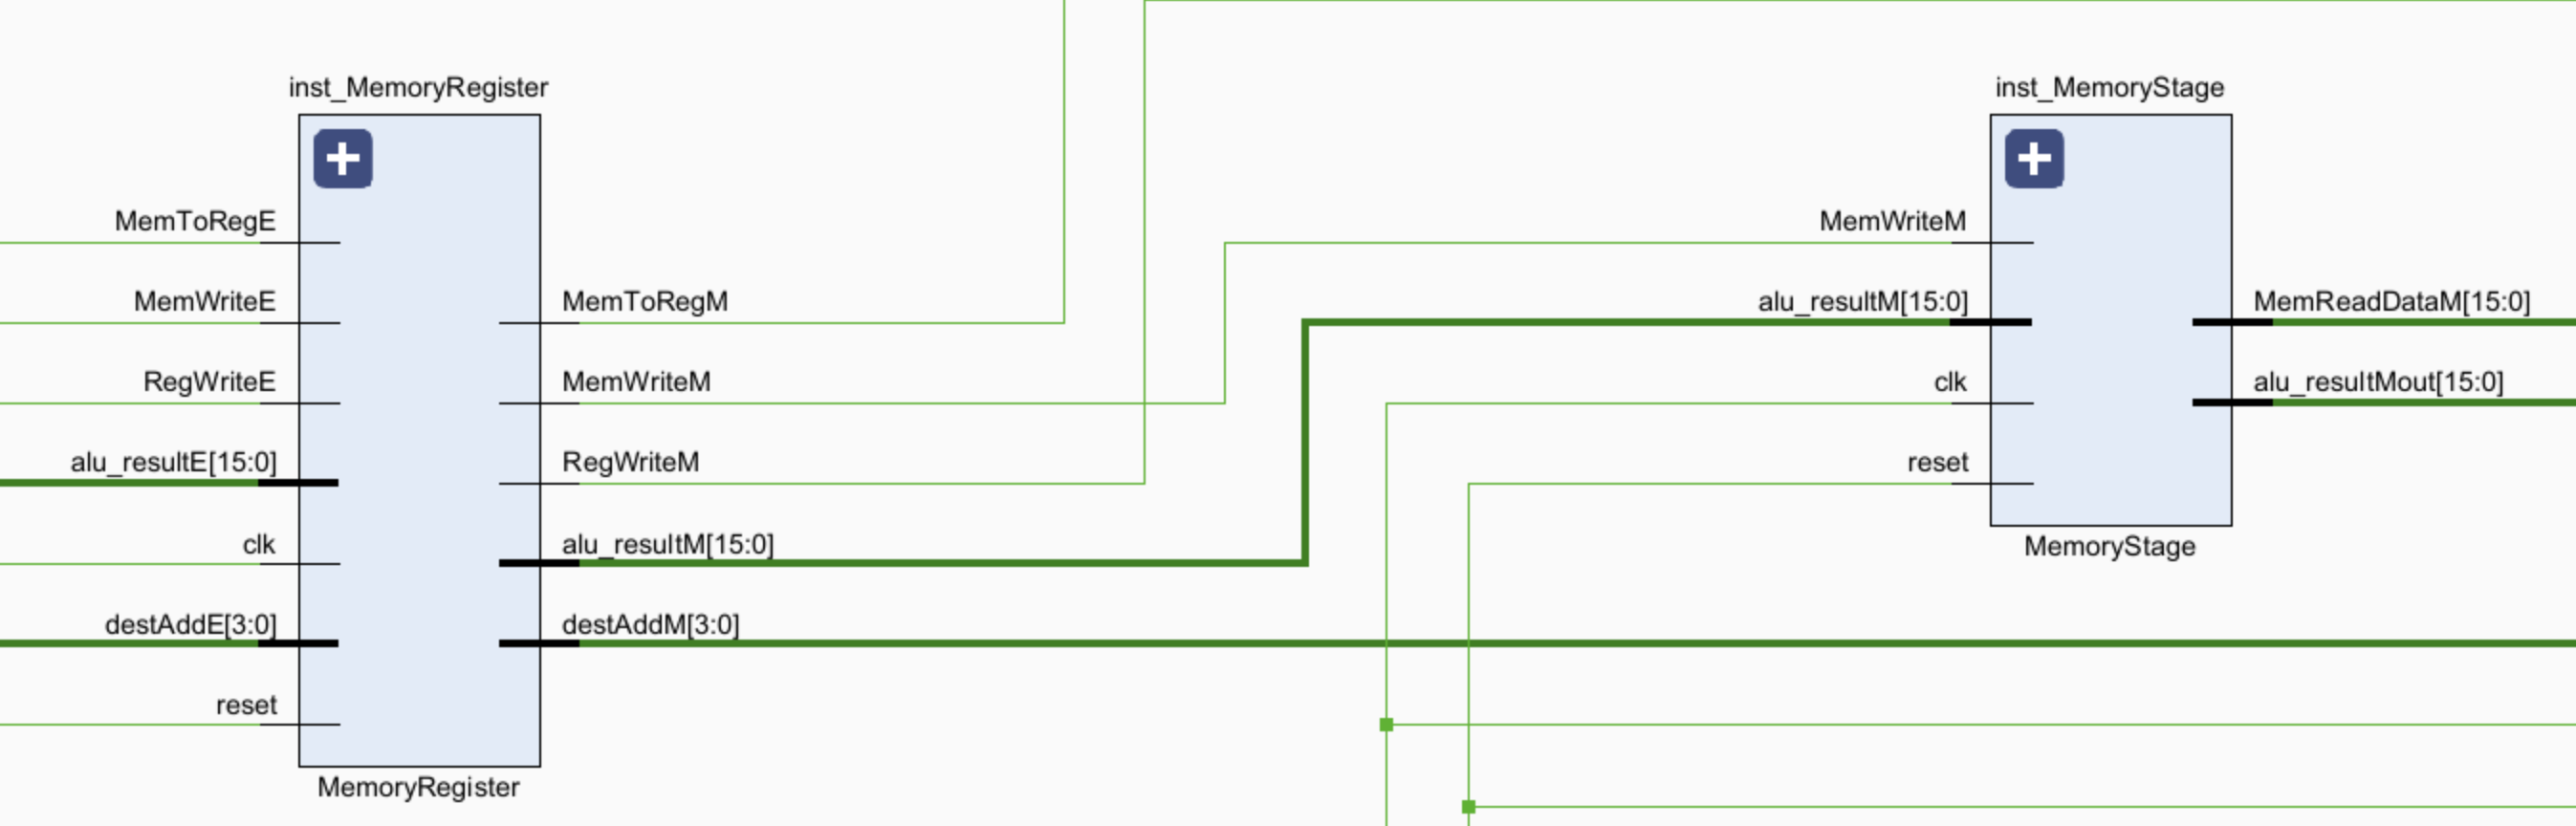 inst_MemoryRegister
MemToRegE
MemWriteE
RegWriteE
alu_resultE[15:0]
clk
destAddE[3:0]
reset
MemToRegM
MemWriteM
RegWriteM
alu_resultM[15:0]
destAddM[3:0]
MemoryRegister
inst_MemoryStage
MemWriteM
alu_resultM[15:0]
clk
reset
MemReadDataM[15:0]
alu_resultMout[15:0]
MemoryStage